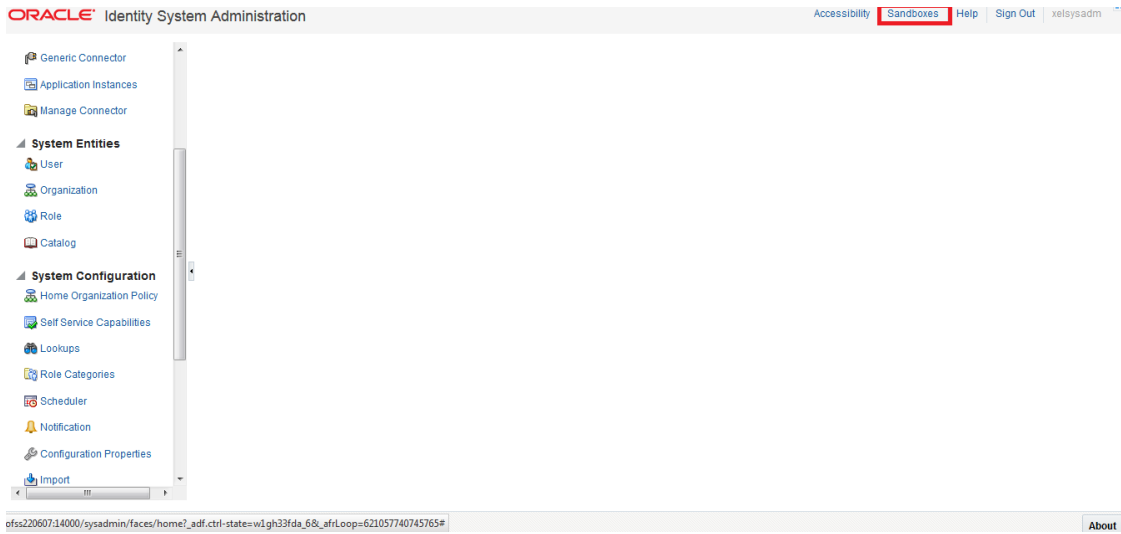 ORACLE® Identity System Administration
Accessibility Sandboxes Help Sign Out xelsysadm
Generic Connector
Application Instances
Manage Connector
System Entities
User
Organization
Role
Catalog
System Configuration
Home Organization Policy
Self Service Capabilities
Lookups
Role Categories
Scheduler
Notification
Configuration Properties
Import
ofss220607:14000/sysadmin/faces/home?_adf.ctrl-state=w1gh33fda_6&_afrLoop=621057740745765#
About